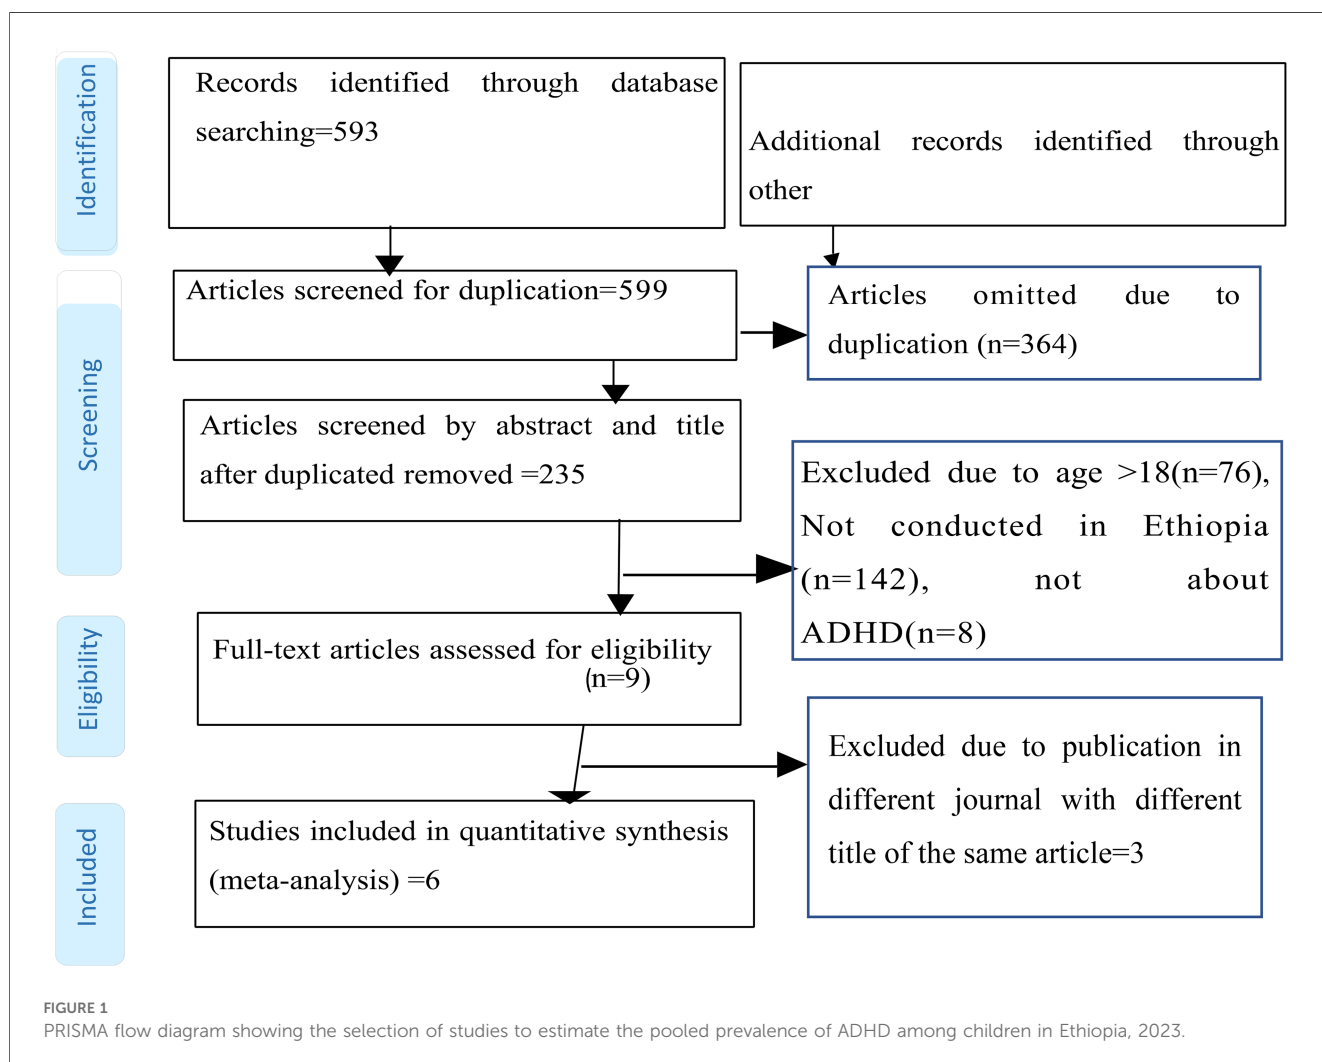 Identification
Records identified through database
searching=593
Additional records identified through
other
Screening
Articles screened for duplication=599
Articles omitted due to
duplication (n=364)
Articles screened by abstract and title
after duplicated removed =235
Excluded due to age >18(n=76),
Not conducted in Ethiopia
(n=142), not about
ADHD(n=8)
Eligibility
Full-text articles assessed for eligibility
(n=9)
Excluded due to publication in
different journal with different
title of the same article=3
Included
Studies included in quantitative synthesis
(meta-analysis) =6
FIGURE 1
PRISMA flow diagram showing the selection of studies to estimate the pooled prevalence of ADHD among children in Ethiopia, 2023.